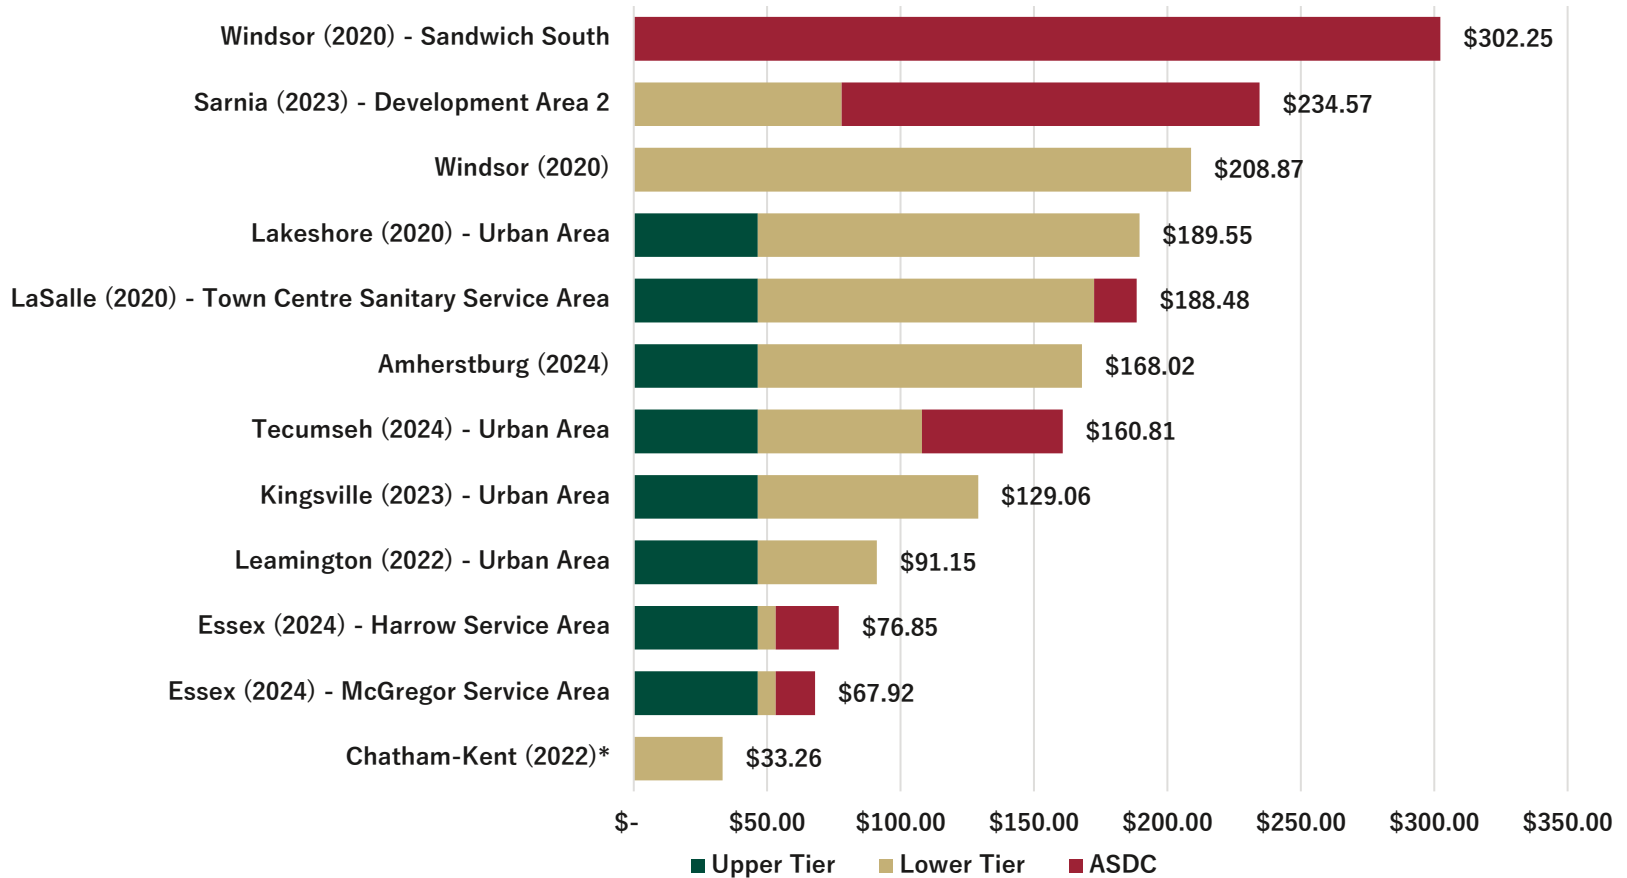 Windsor (2020) - Sandwich South $302.25
Sarnia (2023) - Development Area 2 $234.57
Windsor (2020) $208.87
Lakeshore (2020) - Urban Area $189.55
LaSalle (2020) - Town Centre Sanitary Service Area $188.48
Amherstburg (2024) $168.02
Tecumseh (2024) - Urban Area $160.81
Kingsville (2023) - Urban Area $129.06
Leamington (2022) - Urban Area $91.15
Essex (2024) - Harrow Service Area $76.85
Essex (2024) - McGregor Service Area $67.92
Chatham-Kent (2022)* $33.26
$- $50.00 $100.00 $150.00 $200.00 $250.00 $300.00 $350.00
Upper Tier Lower Tier ASDC